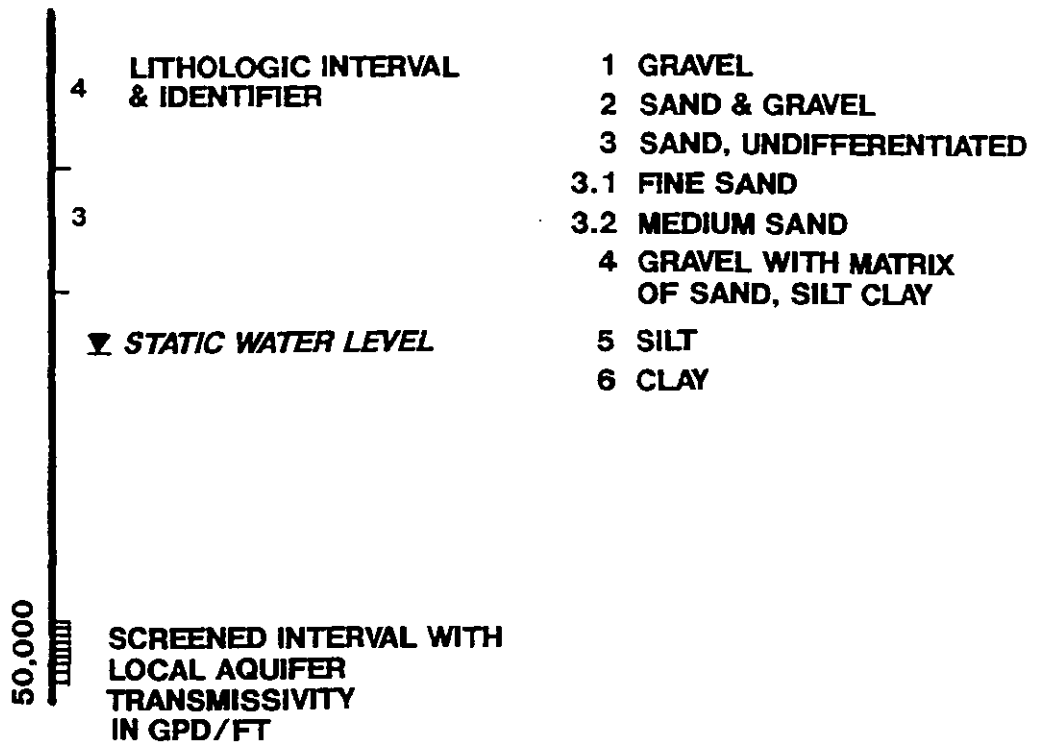 4
LITHOLOGIC INTERVAL
& IDENTIFIER
3
STATIC WATER LEVEL
50,000
SCREENED INTERVAL WITH
LOCAL AQUIFER
TRANSMISSIVITY
IN GPD/FT
1 GRAVEL
2 SAND & GRAVEL
3 SAND, UNDIFFERENTIATED
3.1 FINE SAND
3.2 MEDIUM SAND
4 GRAVEL WITH MATRIX
OF SAND, SILT CLAY
5 SILT
6 CLAY